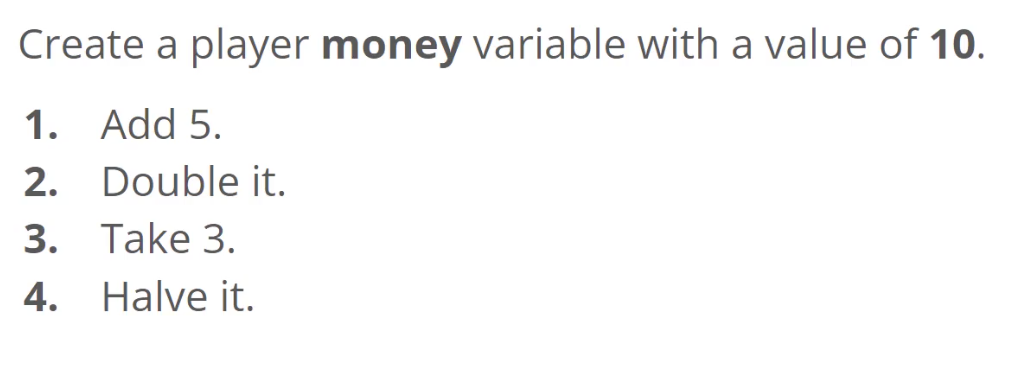 Create a player money variable with a value of 10.
1. Add 5.
2. Double it.
3. Take 3.
4. Halve it.